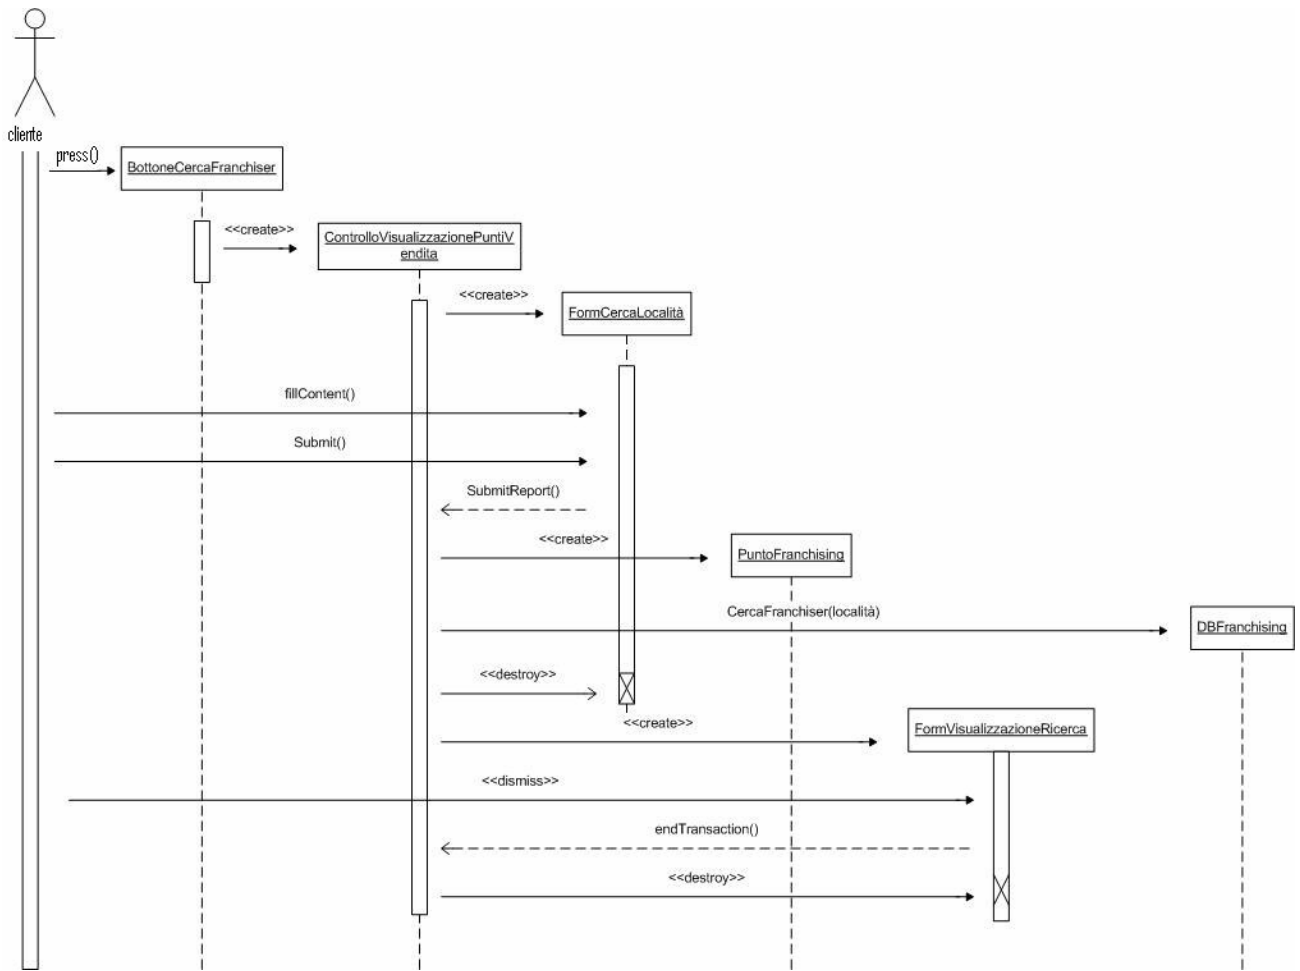 cliente
press()
BottoneCercaFranchiser
<<create>>
ControlloVisualizzazionePuntiV
endita
<<create>>
FormCercaLocalità
fillContent()
Submit()
SubmitReport()
<<create>>
PuntoFranchising
CercaFranchiser(località)
DBFranchising
<<destroy>>
<<create>>
FormVisualizzazioneRicerca
<<dismiss>>
endTransaction()
<<destroy>>